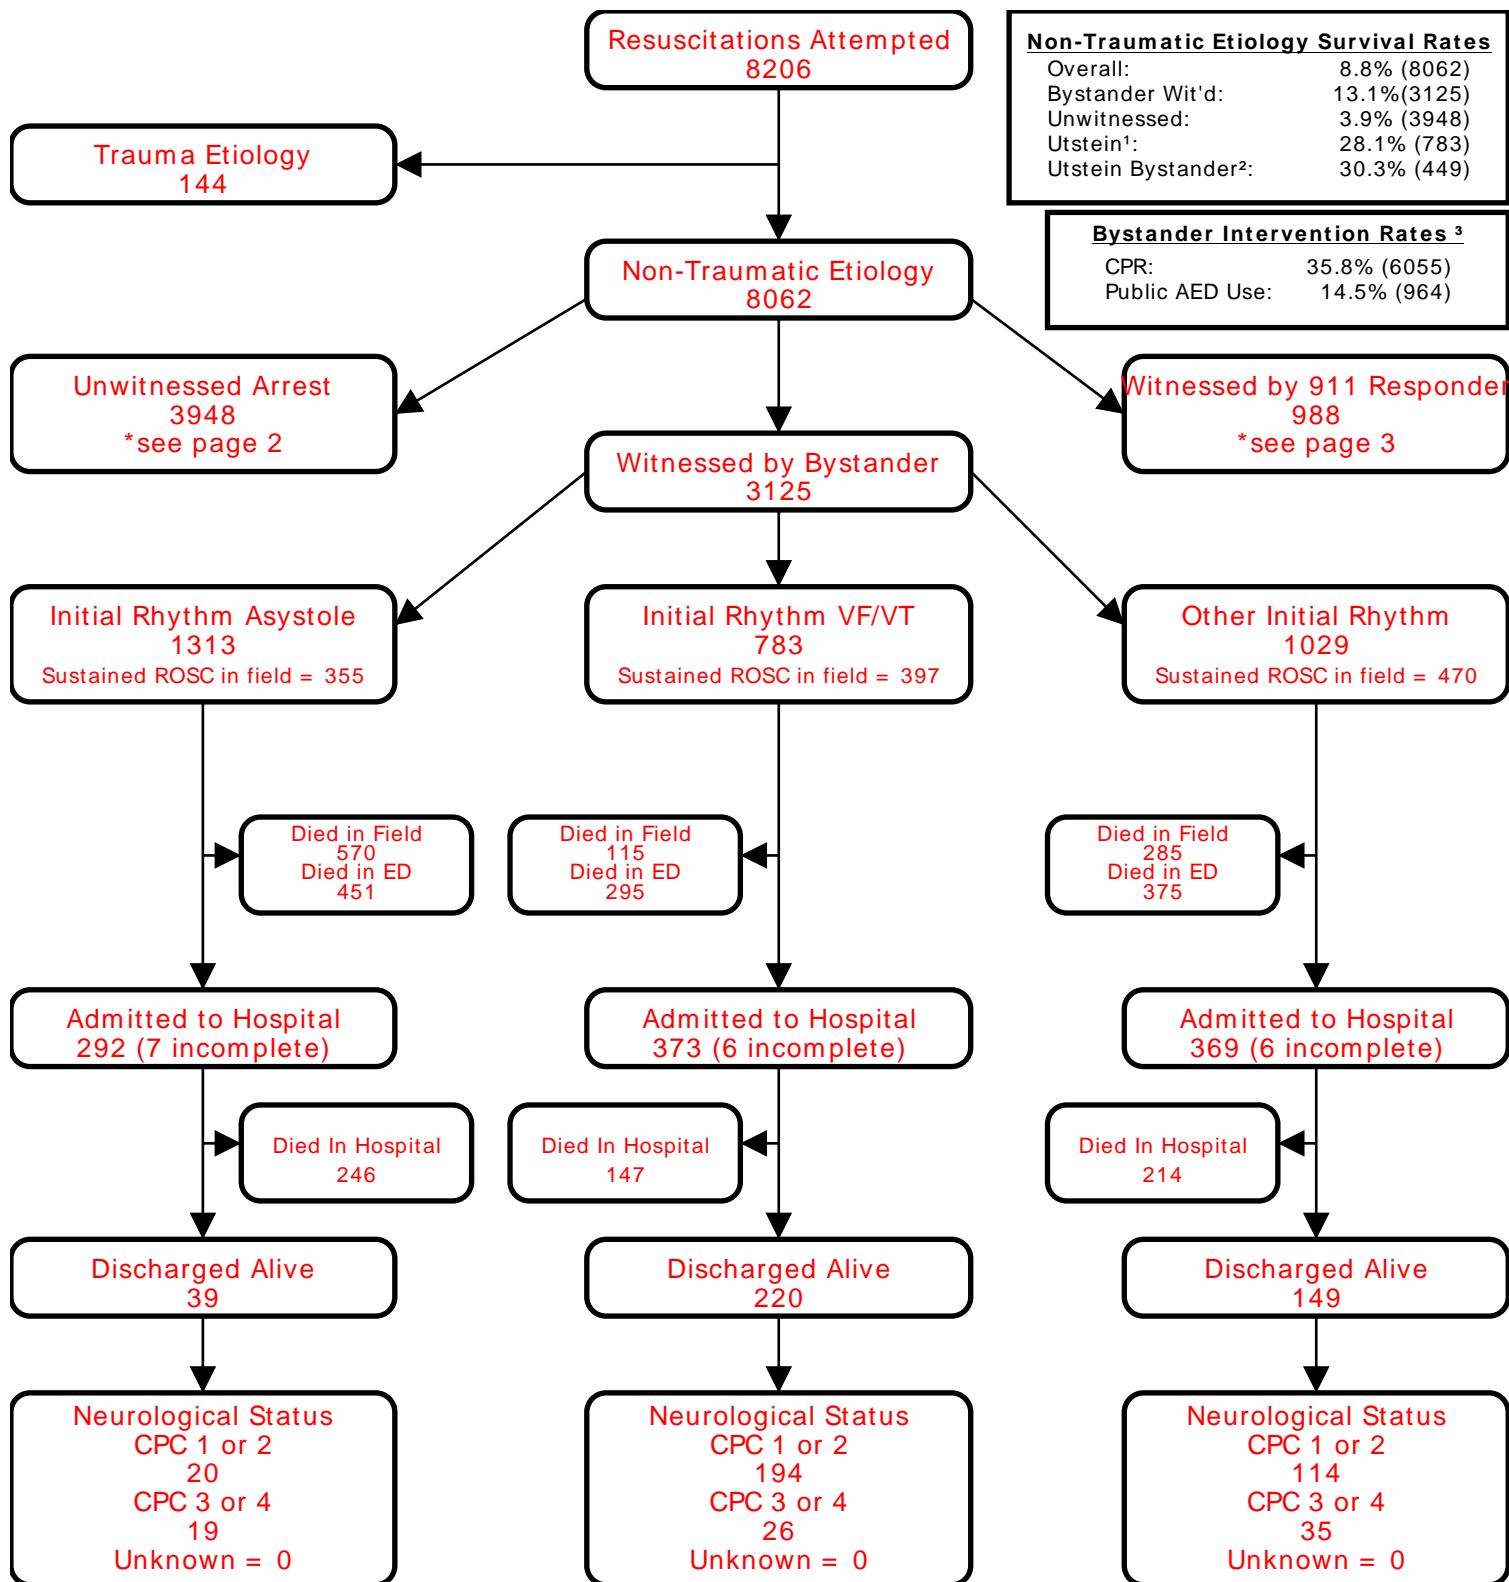 Resuscitations Attempted
8206
Non-Traumatic Etiology Survival Rates
Overall: 8.8% (8062)
Bystander Wit'd: 13.1%(3125)
Unwitnessed: 3.9% (3948)
Utstein¹: 28.1% (783)
Utstein Bystander²: 30.3% (449)
Trauma Etiology
144
Bystander Intervention Rates ³
CPR: 35.8% (6055)
Public AED Use: 14.5% (964)
Non-Traumatic Etiology
8062
Unwitnessed Arrest
3948
*see page 2
Witnessed by 911 Responder
988
*see page 3
Witnessed by Bystander
3125
Initial Rhythm Asystole
1313
Sustained ROSC in field = 355
Initial Rhythm VF/VT
783
Sustained ROSC in field = 397
Other Initial Rhythm
1029
Sustained ROSC in field = 470
Died in Field
570
Died in ED
451
Died in Field
115
Died in ED
295
Died in Field
285
Died in ED
375
Admitted to Hospital
292 (7 incomplete)
Admitted to Hospital
373 (6 incomplete)
Admitted to Hospital
369 (6 incomplete)
Died In Hospital
246
Died In Hospital
147
Died In Hospital
214
Discharged Alive
39
Discharged Alive
220
Discharged Alive
149
Neurological Status
CPC 1 or 2
20
CPC 3 or 4
19
Unknown = 0
Neurological Status
CPC 1 or 2
194
CPC 3 or 4
26
Unknown = 0
Neurological Status
CPC 1 or 2
114
CPC 3 or 4
35
Unknown = 0